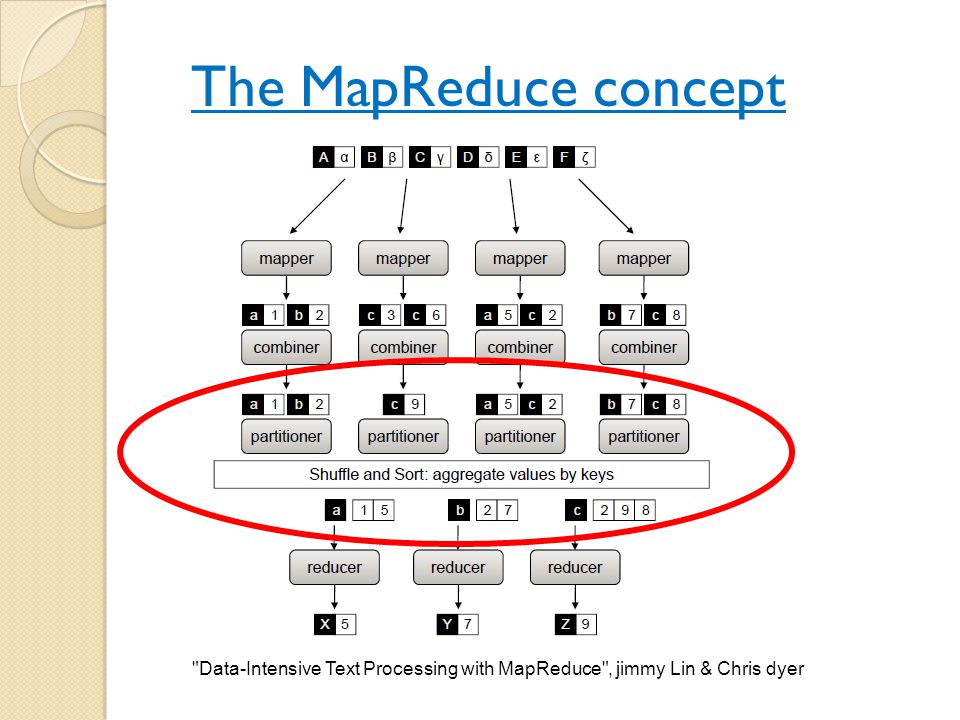 The MapReduce concept
A α B β C γ D δ E ε F ζ
mapper mapper mapper mapper
a 1 b 2 c 3 c 6 a 5 c 2 b 7 c 8
combiner combiner combiner combiner
a 1 b 2 c 9 a 5 c 2 b 7 c 8
partitioner partitioner partitioner partitioner
Shuffle and Sort: aggregate values by keys
a 1 5 b 2 7 c 2 9 8
reducer reducer reducer
X 5 Y 7 Z 9
"Data-Intensive Text Processing with MapReduce", jimmy Lin & Chris dyer